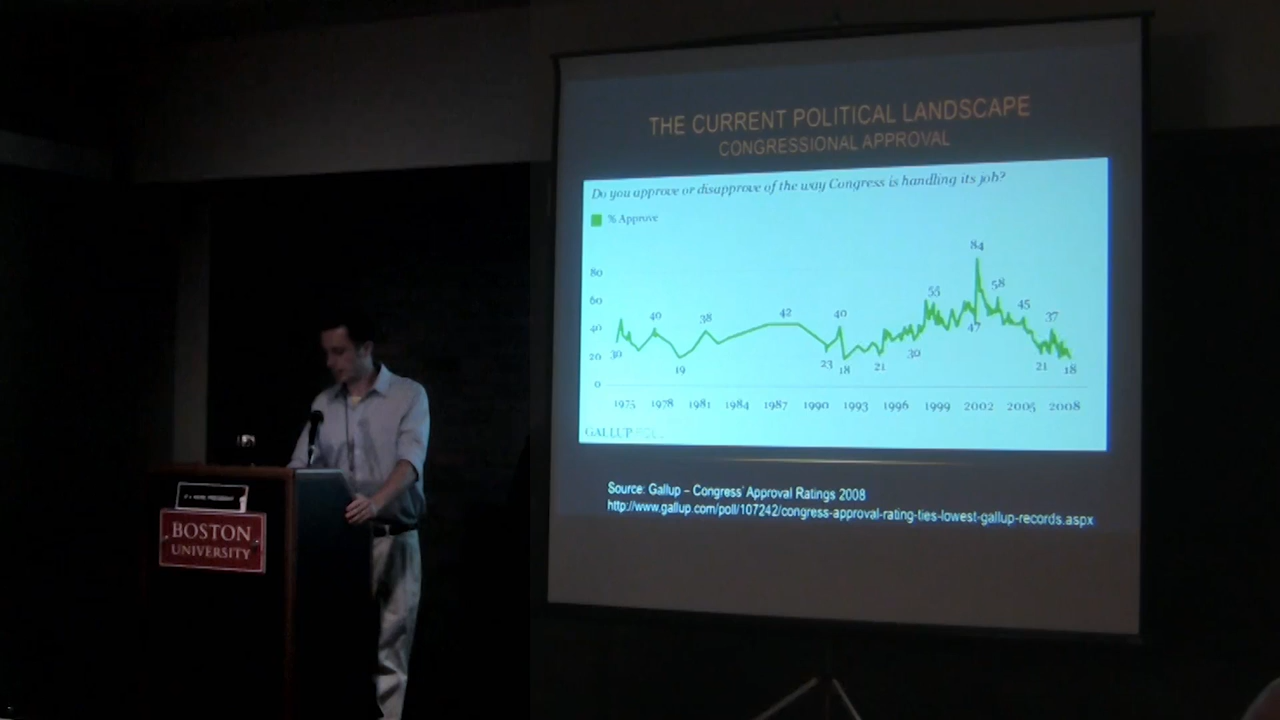 THE CURRENT POLITICAL LANDSCAPE
CONGRESSIONAL APPROVAL
Do you approve or disapprove of the way Congress is handling its job?
% Approve
84
80
60
55
58
45
40
40
38
42
40
37
47
30
20
19
23
18
21
30
21
18
0
1975 1978 1981 1984 1987 1990 1993 1996 1999 2002 2005 2008
GALLUP
Source: Gallup – Congress' Approval Ratings 2008
http://www.gallup.com/poll/107242/congress-approval-rating-ties-lowest-gallup-records.aspx
BOSTON
UNIVERSITY